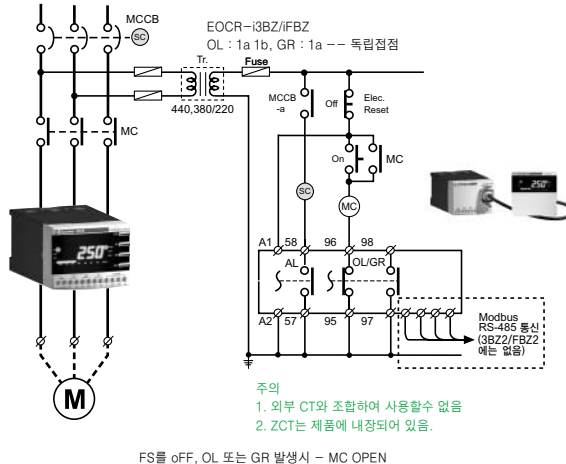 EOCR-i3BZ/iFBZ
OL : 1a 1b, GR : 1a -- 독립접점
MCCB
SC
Tr.
Fuse
440,380/220
MCCB
-a
Off
Elec.
Reset
MC
On
MC
SC
MC
A1 58 96 98
AL
OL/GR
A2 57 95 97
Modbus
RS-485 통신
(3BZ2/FBZ2
에는 없음)
M
주의
1. 외부 CT와 조합하여 사용할수 없음
2. ZCT는 제품에 내장되어 있음.
FS를 oFF, OL 또는 GR 발생시 - MC OPEN